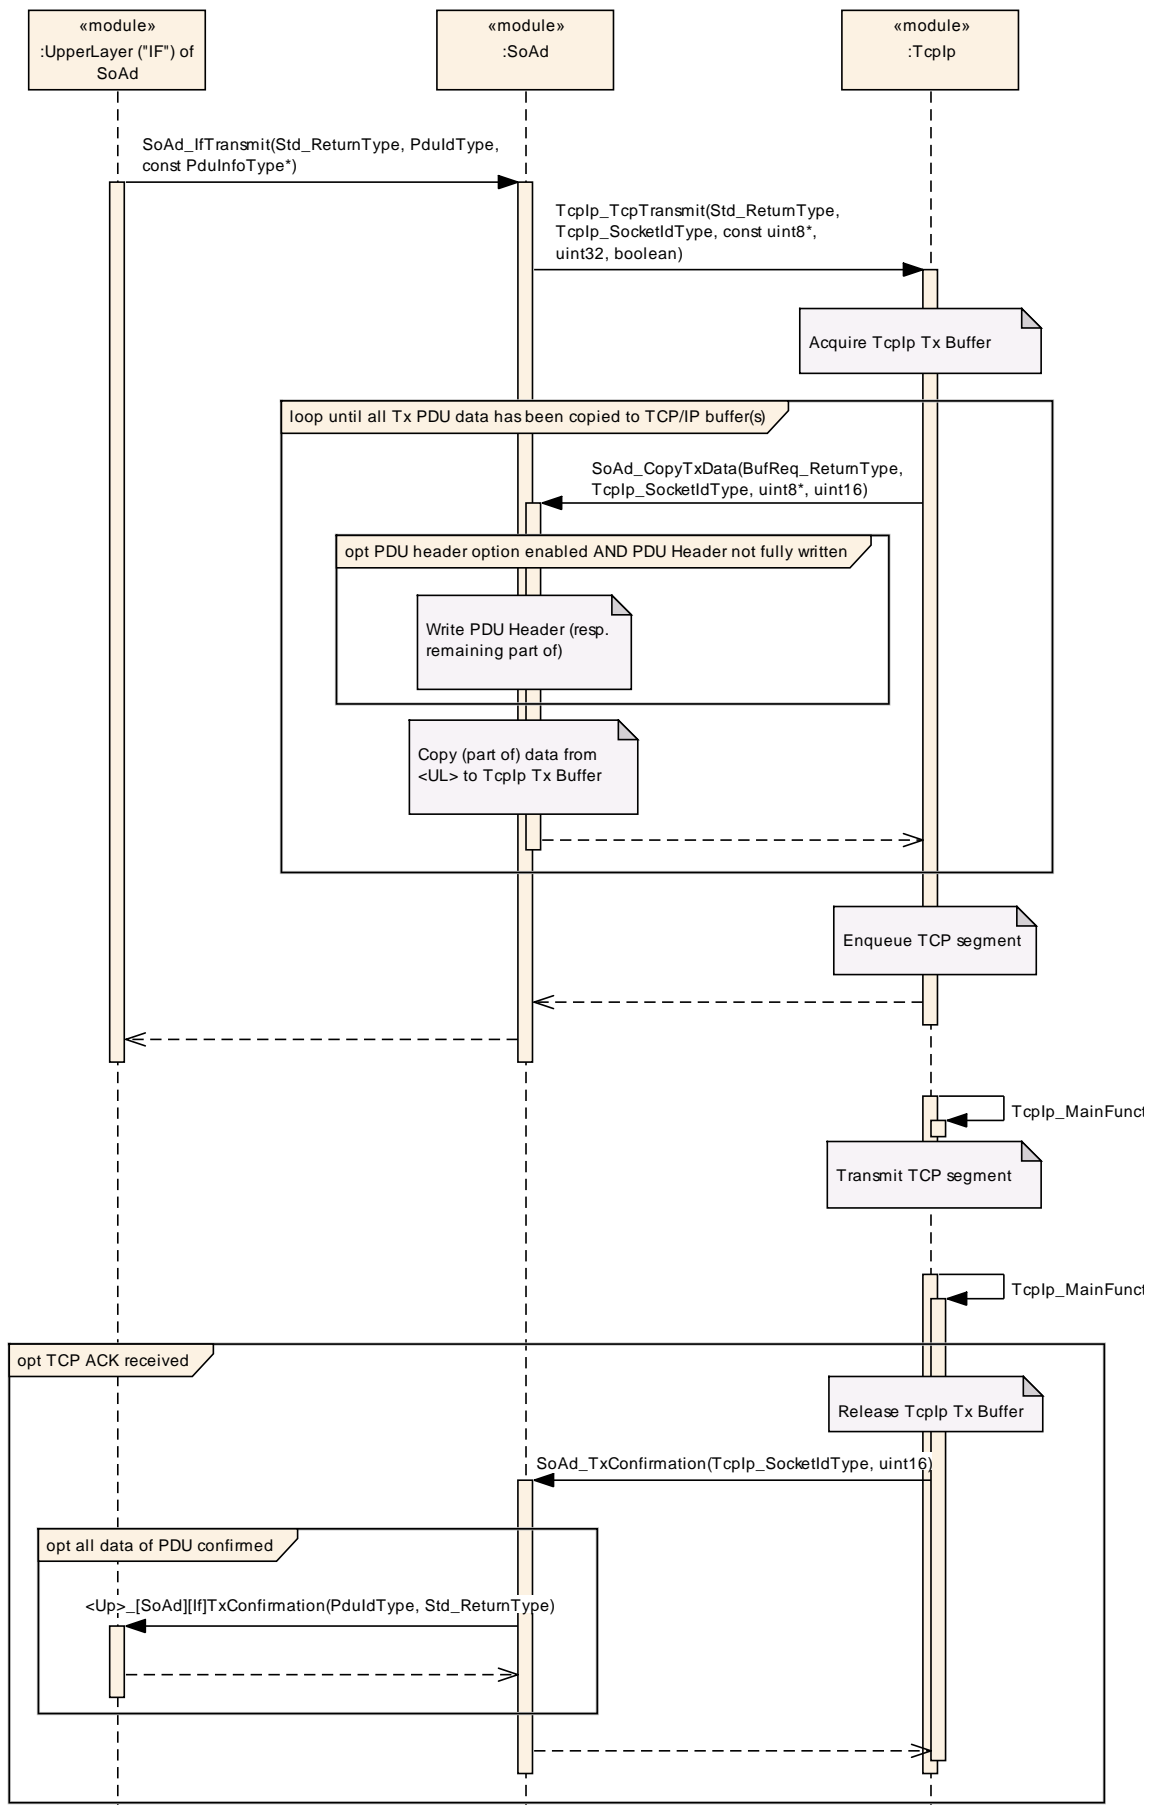 «module»
:UpperLayer ("IF") of
SoAd
«module»
:SoAd
«module»
:TcpIp
SoAd_IfTransmit(Std_ReturnType, PduIdType,
const PduInfoType*)
TcpIp_TcpTransmit(Std_ReturnType,
TcpIp_SocketIdType, const uint8*,
uint32, boolean)
Acquire TcpIp Tx Buffer
loop until all Tx PDU data has been copied to TCP/IP buffer(s)
SoAd_CopyTxData(BufReq_ReturnType,
TcpIp_SocketIdType, uint8*, uint16)
opt PDU header option enabled AND PDU Header not fully written
Write PDU Header (resp.
remaining part of)
Copy (part of) data from
<UL> to TcpIp Tx Buffer
Enqueue TCP segment
TcpIp_MainFunct
Transmit TCP segment
TcpIp_MainFunct
opt TCP ACK received
Release TcpIp Tx Buffer
SoAd_TxConfirmation(TcpIp_SocketIdType, uint16)
opt all data of PDU confirmed
<Up>_[SoAd][If]TxConfirmation(PduIdType, Std_ReturnType)